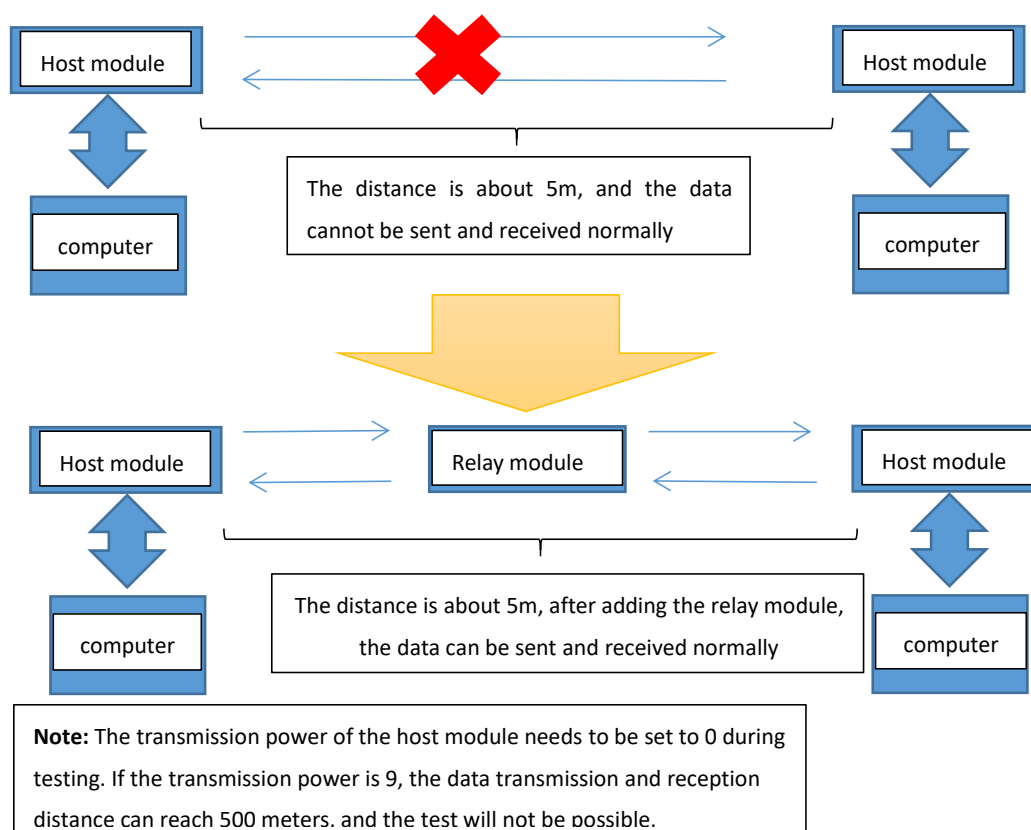 Host module
Host module
The distance is about 5m, and the data
cannot be sent and received normally
computer
computer
Host module
Relay module
Host module
The distance is about 5m, after adding the relay module,
the data can be sent and received normally
computer
computer
Note: The transmission power of the host module needs to be set to 0 during
testing. If the transmission power is 9, the data transmission and reception
distance can reach 500 meters, and the test will not be possible.